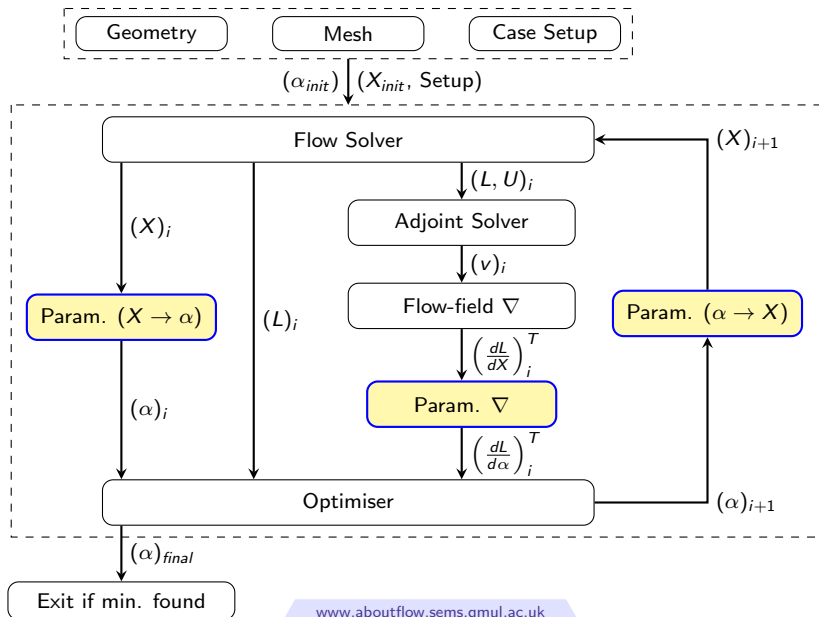 Geometry
Mesh
Case Setup
(α_init) (X_init, Setup)
Flow Solver
(X)_{i+1}
(L, U)_i
(X)_i
Adjoint Solver
(v)_i
Param. (X → α)
(L)_i
Flow-field ∇
Param. (α → X)
(dL/dX)_i^T
(α)_i
Param. ∇
(dL/dα)_i^T
Optimiser
(α)_{i+1}
(α)_final
Exit if min. found
www.aboutflow.sems.qmul.ac.uk